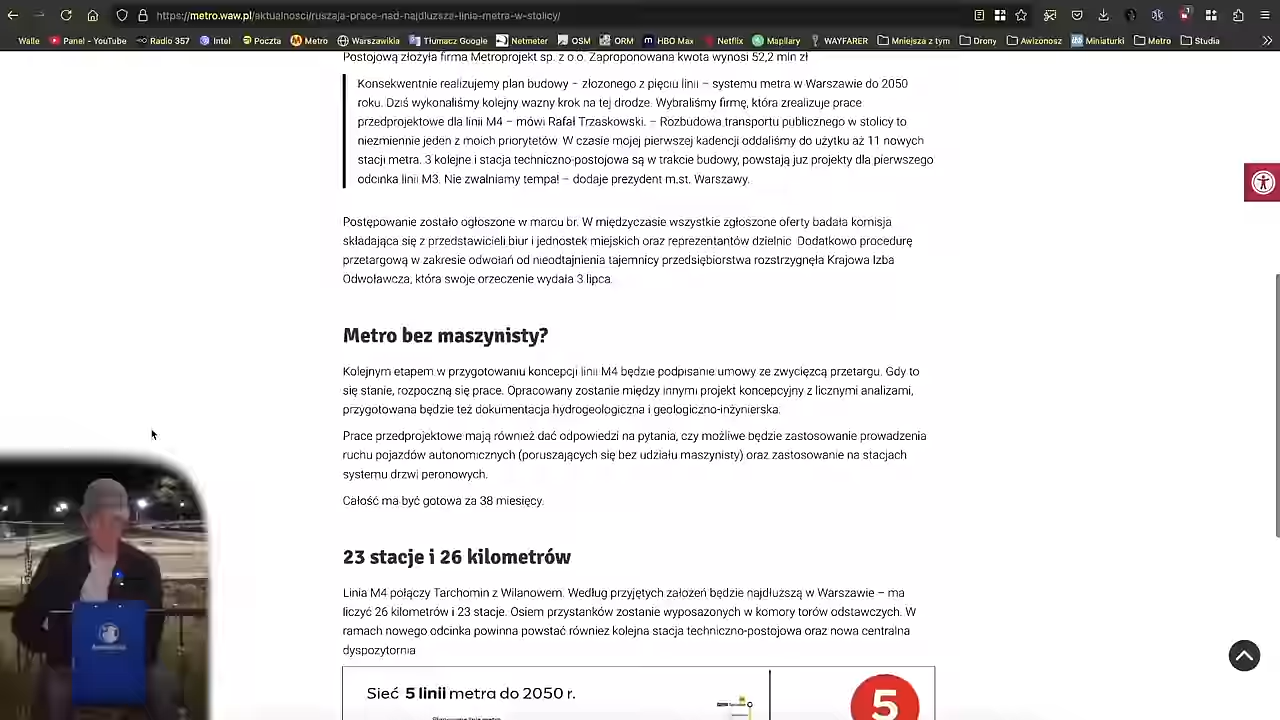 https://metro.waw.pl/aktualnosci/ruszaja-prace-nad-najdluzsza-linia-metra-w-stolicy/
Walle Panel - YouTube Radio 357 Intel Poczta Metro Warszawikia Tłumacz Google Netmeter OSM ORM HBO Max Netflix Mapllary WAYFARER Mniejsza z tym Drony Awizonosz Miniaturki Metro Studia
Postojową złożyła firma Metroprojekt sp. z o.o. Zaproponowana kwota wynosi 52,2 mln zł
Konsekwentnie realizujemy plan budowy – złożonego z pięciu linii – systemu metra w Warszawie do 2050
roku. Dziś wykonaliśmy kolejny ważny krok na tej drodze. Wybraliśmy firmę, która zrealizuje prace
przedprojektowe dla linii M4 – mówi Rafał Trzaskowski. – Rozbudowa transportu publicznego w stolicy to
niezmiennie jeden z moich priorytetów. W czasie mojej pierwszej kadencji oddaliśmy do użytku aż 11 nowych
stacji metra. 3 kolejne i stacja techniczno-postojowa są w trakcie budowy, powstają już projekty dla pierwszego
odcinka linii M3. Nie zwalniamy tempa! – dodaje prezydent m.st. Warszawy.
Postępowanie zostało ogłoszone w marcu br. W międzyczasie wszystkie zgłoszone oferty badała komisja
składająca się z przedstawicieli biur i jednostek miejskich oraz reprezentantów dzielnic. Dodatkowo procedurę
przetargową w zakresie odwołań od nieodtajnienia tajemnicy przedsiębiorstwa rozstrzygnęła Krajowa Izba
Odwoławcza, która swoje orzeczenie wydała 3 lipca.
Metro bez maszynisty?
Kolejnym etapem w przygotowaniu koncepcji linii M4 będzie podpisanie umowy ze zwycięzcą przetargu. Gdy to
się stanie, rozpoczną się prace. Opracowany zostanie między innymi projekt koncepcyjny z licznymi analizami,
przygotowana będzie też dokumentacja hydrogeologiczna i geologiczno-inżynierska.
Prace przedprojektowe mają również dać odpowiedzi na pytania, czy możliwe będzie zastosowanie prowadzenia
ruchu pojazdów autonomicznych (poruszających się bez udziału maszynisty) oraz zastosowanie na stacjach
systemu drzwi peronowych.
Całość ma być gotowa za 38 miesięcy.
23 stacje i 26 kilometrów
Linia M4 połączy Tarchomin z Wilanowem. Według przyjętych założeń będzie najdłuższą w Warszawie – ma
liczyć 26 kilometrów i 23 stacje. Osiem przystanków zostanie wyposażonych w komory torów odstawczych. W
ramach nowego odcinka powinna powstać również kolejna stacja techniczno-postojowa oraz nowa centralna
dyspozytornia
Sieć 5 linii metra do 2050 r.
5